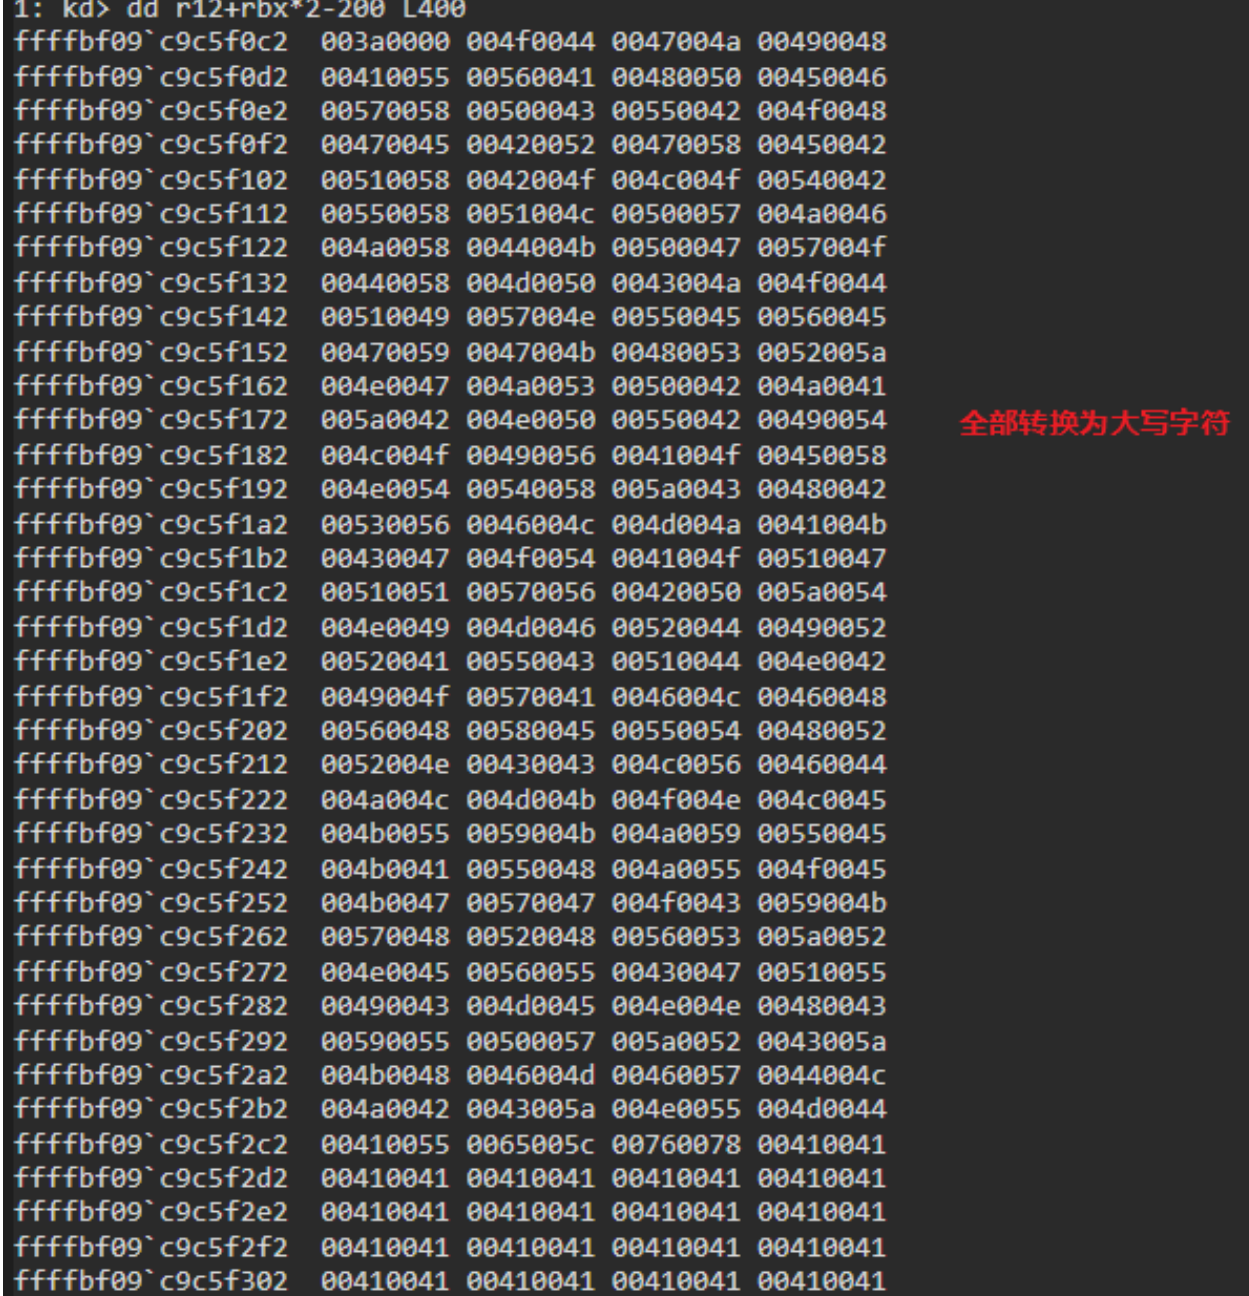 1: kd> dd r12+rbx*2-200 L400
ffffbf09`c9c5f0c2  003a0000 004f0044 0047004a 00490048
ffffbf09`c9c5f0d2  00410055 00560041 00480050 00450046
ffffbf09`c9c5f0e2  00570058 00500043 00550042 004f0048
ffffbf09`c9c5f0f2  00470045 00420052 00470058 00450042
ffffbf09`c9c5f102  00510058 0042004f 004c004f 00540042
ffffbf09`c9c5f112  00550058 0051004c 00500057 004a0046
ffffbf09`c9c5f122  004a0058 0044004b 00500047 0057004f
ffffbf09`c9c5f132  00440058 004d0050 0043004a 004f0044
ffffbf09`c9c5f142  00510049 0057004e 00550045 00560045
ffffbf09`c9c5f152  00470059 0047004b 00480053 0052005a
ffffbf09`c9c5f162  004e0047 004a0053 00500042 004a0041
ffffbf09`c9c5f172  005a0042 004e0050 00550042 00490054 全部转换为大写字符
ffffbf09`c9c5f182  004c004f 00490056 0041004f 00450058
ffffbf09`c9c5f192  004e0054 00540058 005a0043 00480042
ffffbf09`c9c5f1a2  00530056 0046004c 004d004a 0041004b
ffffbf09`c9c5f1b2  00430047 004f0054 0041004f 00510047
ffffbf09`c9c5f1c2  00510051 00570056 00420050 005a0054
ffffbf09`c9c5f1d2  004e0049 004d0046 00520044 00490052
ffffbf09`c9c5f1e2  00520041 00550043 00510044 004e0042
ffffbf09`c9c5f1f2  0049004f 00570041 0046004c 00460048
ffffbf09`c9c5f202  00560048 00580045 00550054 00480052
ffffbf09`c9c5f212  0052004e 00430043 004c0056 00460044
ffffbf09`c9c5f222  004a004c 004d004b 004f004e 004c0045
ffffbf09`c9c5f232  004b0055 0059004b 004a0059 00550045
ffffbf09`c9c5f242  004b0041 00550048 004a0055 004f0045
ffffbf09`c9c5f252  004b0047 00570047 004f0043 0059004b
ffffbf09`c9c5f262  00570048 00520048 00560053 005a0052
ffffbf09`c9c5f272  004e0045 00560055 00430047 00510055
ffffbf09`c9c5f282  00490043 004d0045 004e004e 00480043
ffffbf09`c9c5f292  00590055 00500057 005a0052 0043005a
ffffbf09`c9c5f2a2  004b0048 0046004d 00460057 0044004c
ffffbf09`c9c5f2b2  004a0042 0043005a 004e0055 004d0044
ffffbf09`c9c5f2c2  00410055 0065005c 00760078 00410041
ffffbf09`c9c5f2d2  00410041 00410041 00410041 00410041
ffffbf09`c9c5f2e2  00410041 00410041 00410041 00410041
ffffbf09`c9c5f2f2  00410041 00410041 00410041 00410041
ffffbf09`c9c5f302  00410041 00410041 00410041 00410041